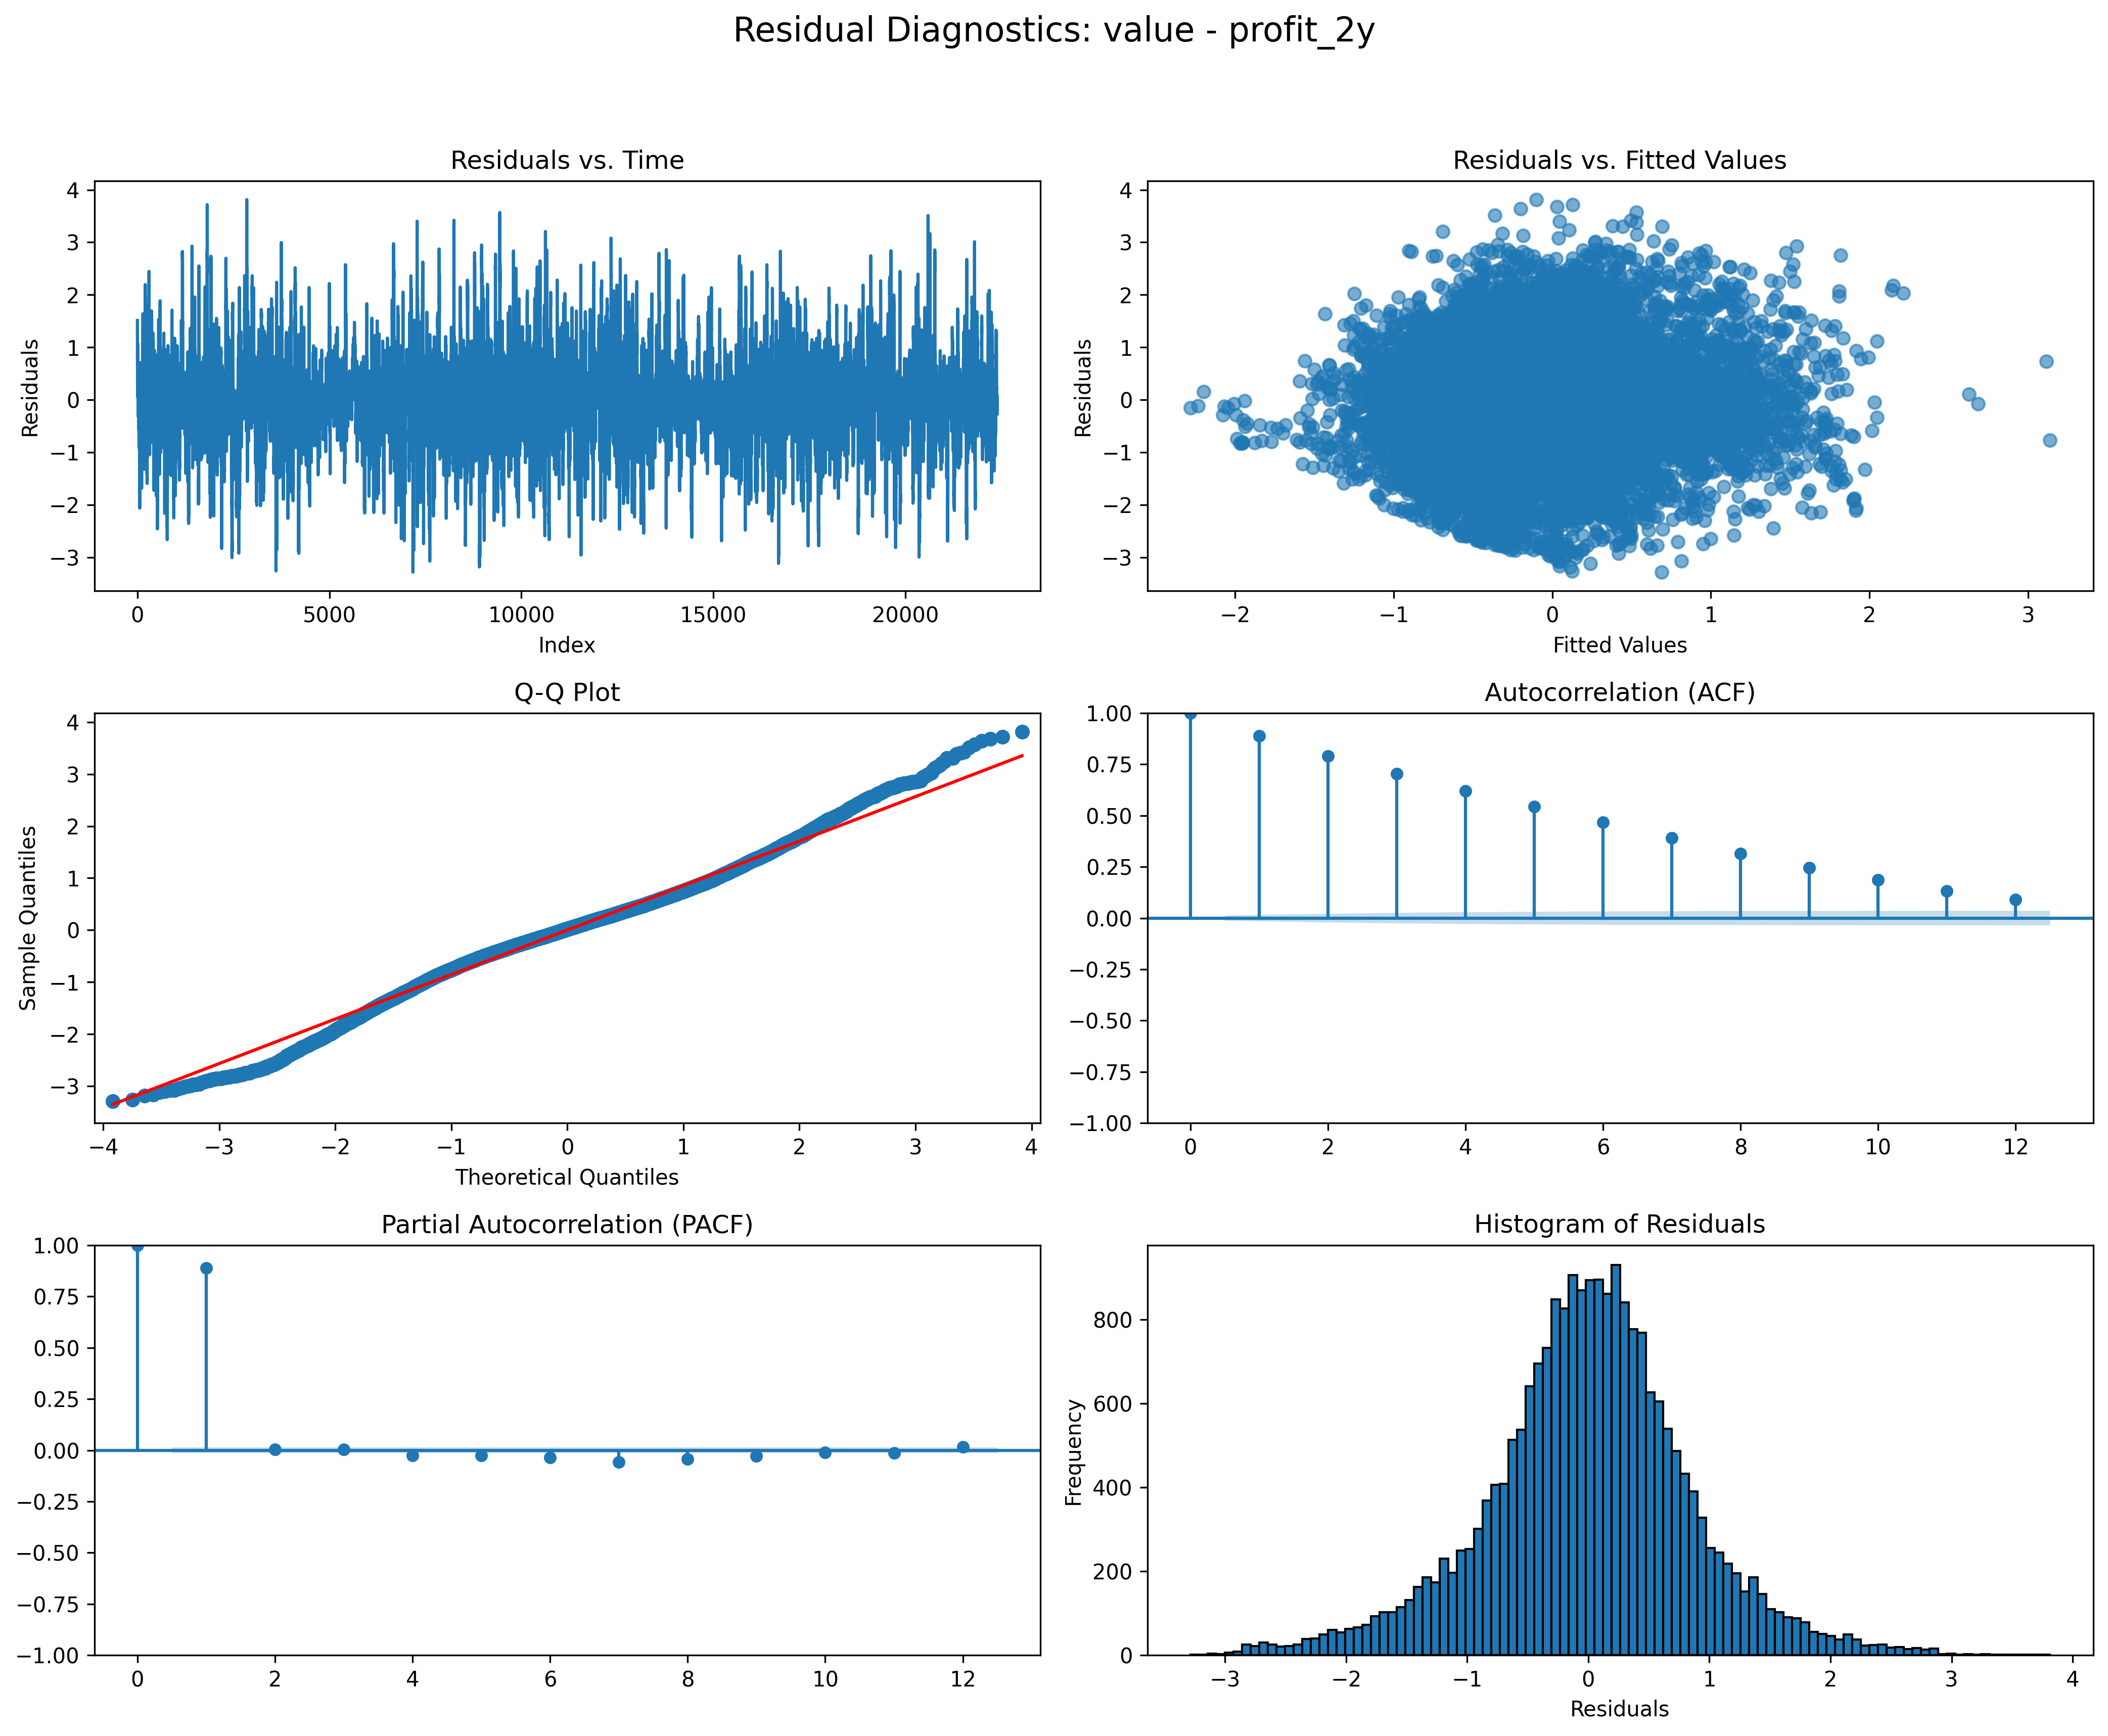 Residual Diagnostics: value - profit_2y
Residuals vs. Time
Residuals
4
3
2
1
0
−1
−2
−3
0 5000 10000 15000 20000
Index
Residuals vs. Fitted Values
Residuals
4
3
2
1
0
−1
−2
−3
−2 −1 0 1 2 3
Fitted Values
Q-Q Plot
Sample Quantiles
4
3
2
1
0
−1
−2
−3
−4 −3 −2 −1 0 1 2 3 4
Theoretical Quantiles
Autocorrelation (ACF)
1.00
0.75
0.50
0.25
0.00
−0.25
−0.50
−0.75
−1.00
0 2 4 6 8 10 12
Partial Autocorrelation (PACF)
1.00
0.75
0.50
0.25
0.00
−0.25
−0.50
−0.75
−1.00
0 2 4 6 8 10 12
Histogram of Residuals
Frequency
800
600
400
200
0
−3 −2 −1 0 1 2 3 4
Residuals